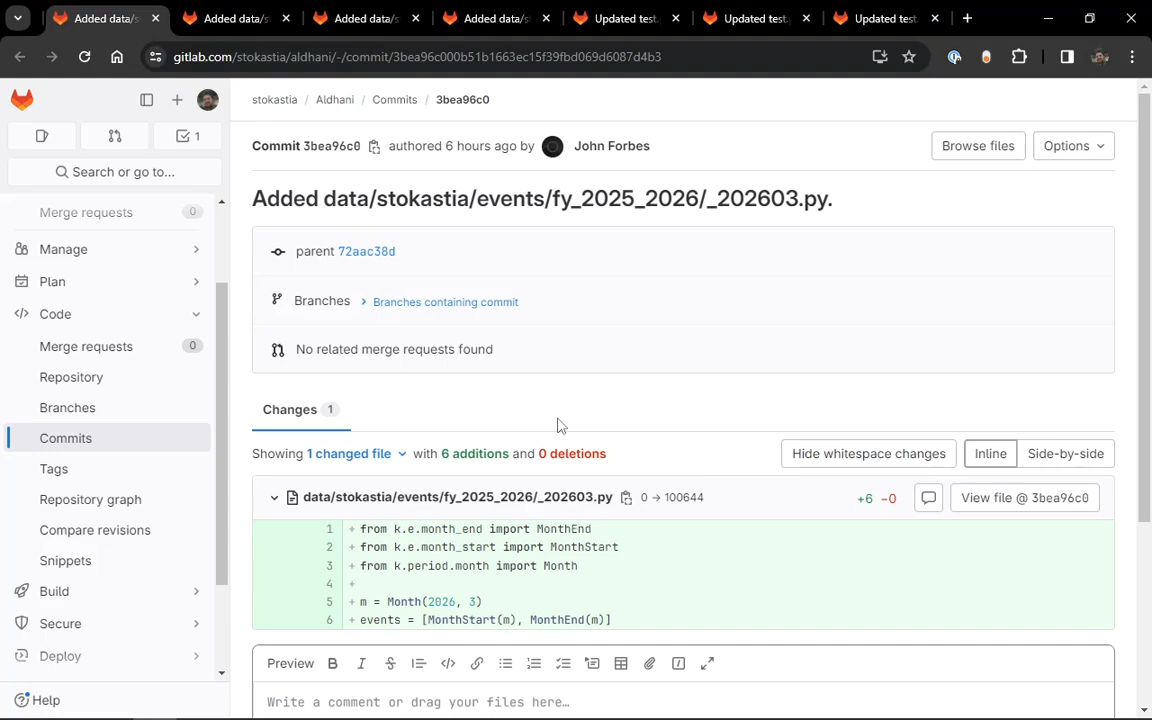 Added data/s
Added data/s
Added data/s
Added data/s
Updated test.
Updated test.
Updated test.
gitlab.com/stokastia/aldhani/-/commit/3bea96c000b51b1663ec15f39fbd069d6087d4b3
stokastia / Aldhani / Commits / 3bea96c0
1
Search or go to...
Merge requests 0
Manage
Plan
Code
Merge requests 0
Repository
Branches
Commits
Tags
Repository graph
Compare revisions
Snippets
Build
Secure
Deploy
Help
Commit 3bea96c0 authored 6 hours ago by John Forbes
Browse files Options
Added data/stokastia/events/fy_2025_2026/_202603.py.
parent 72aac38d
Branches > Branches containing commit
No related merge requests found
Changes 1
Showing 1 changed file with 6 additions and 0 deletions
Hide whitespace changes Inline Side-by-side
data/stokastia/events/fy_2025_2026/_202603.py 0 → 100644 +6 −0 View file @ 3bea96c0
1 + from k.e.month_end import MonthEnd
2 + from k.e.month_start import MonthStart
3 + from k.period.month import Month
4 +
5 + m = Month(2026, 3)
6 + events = [MonthStart(m), MonthEnd(m)]
Preview B I S
Write a comment or drag your files here…